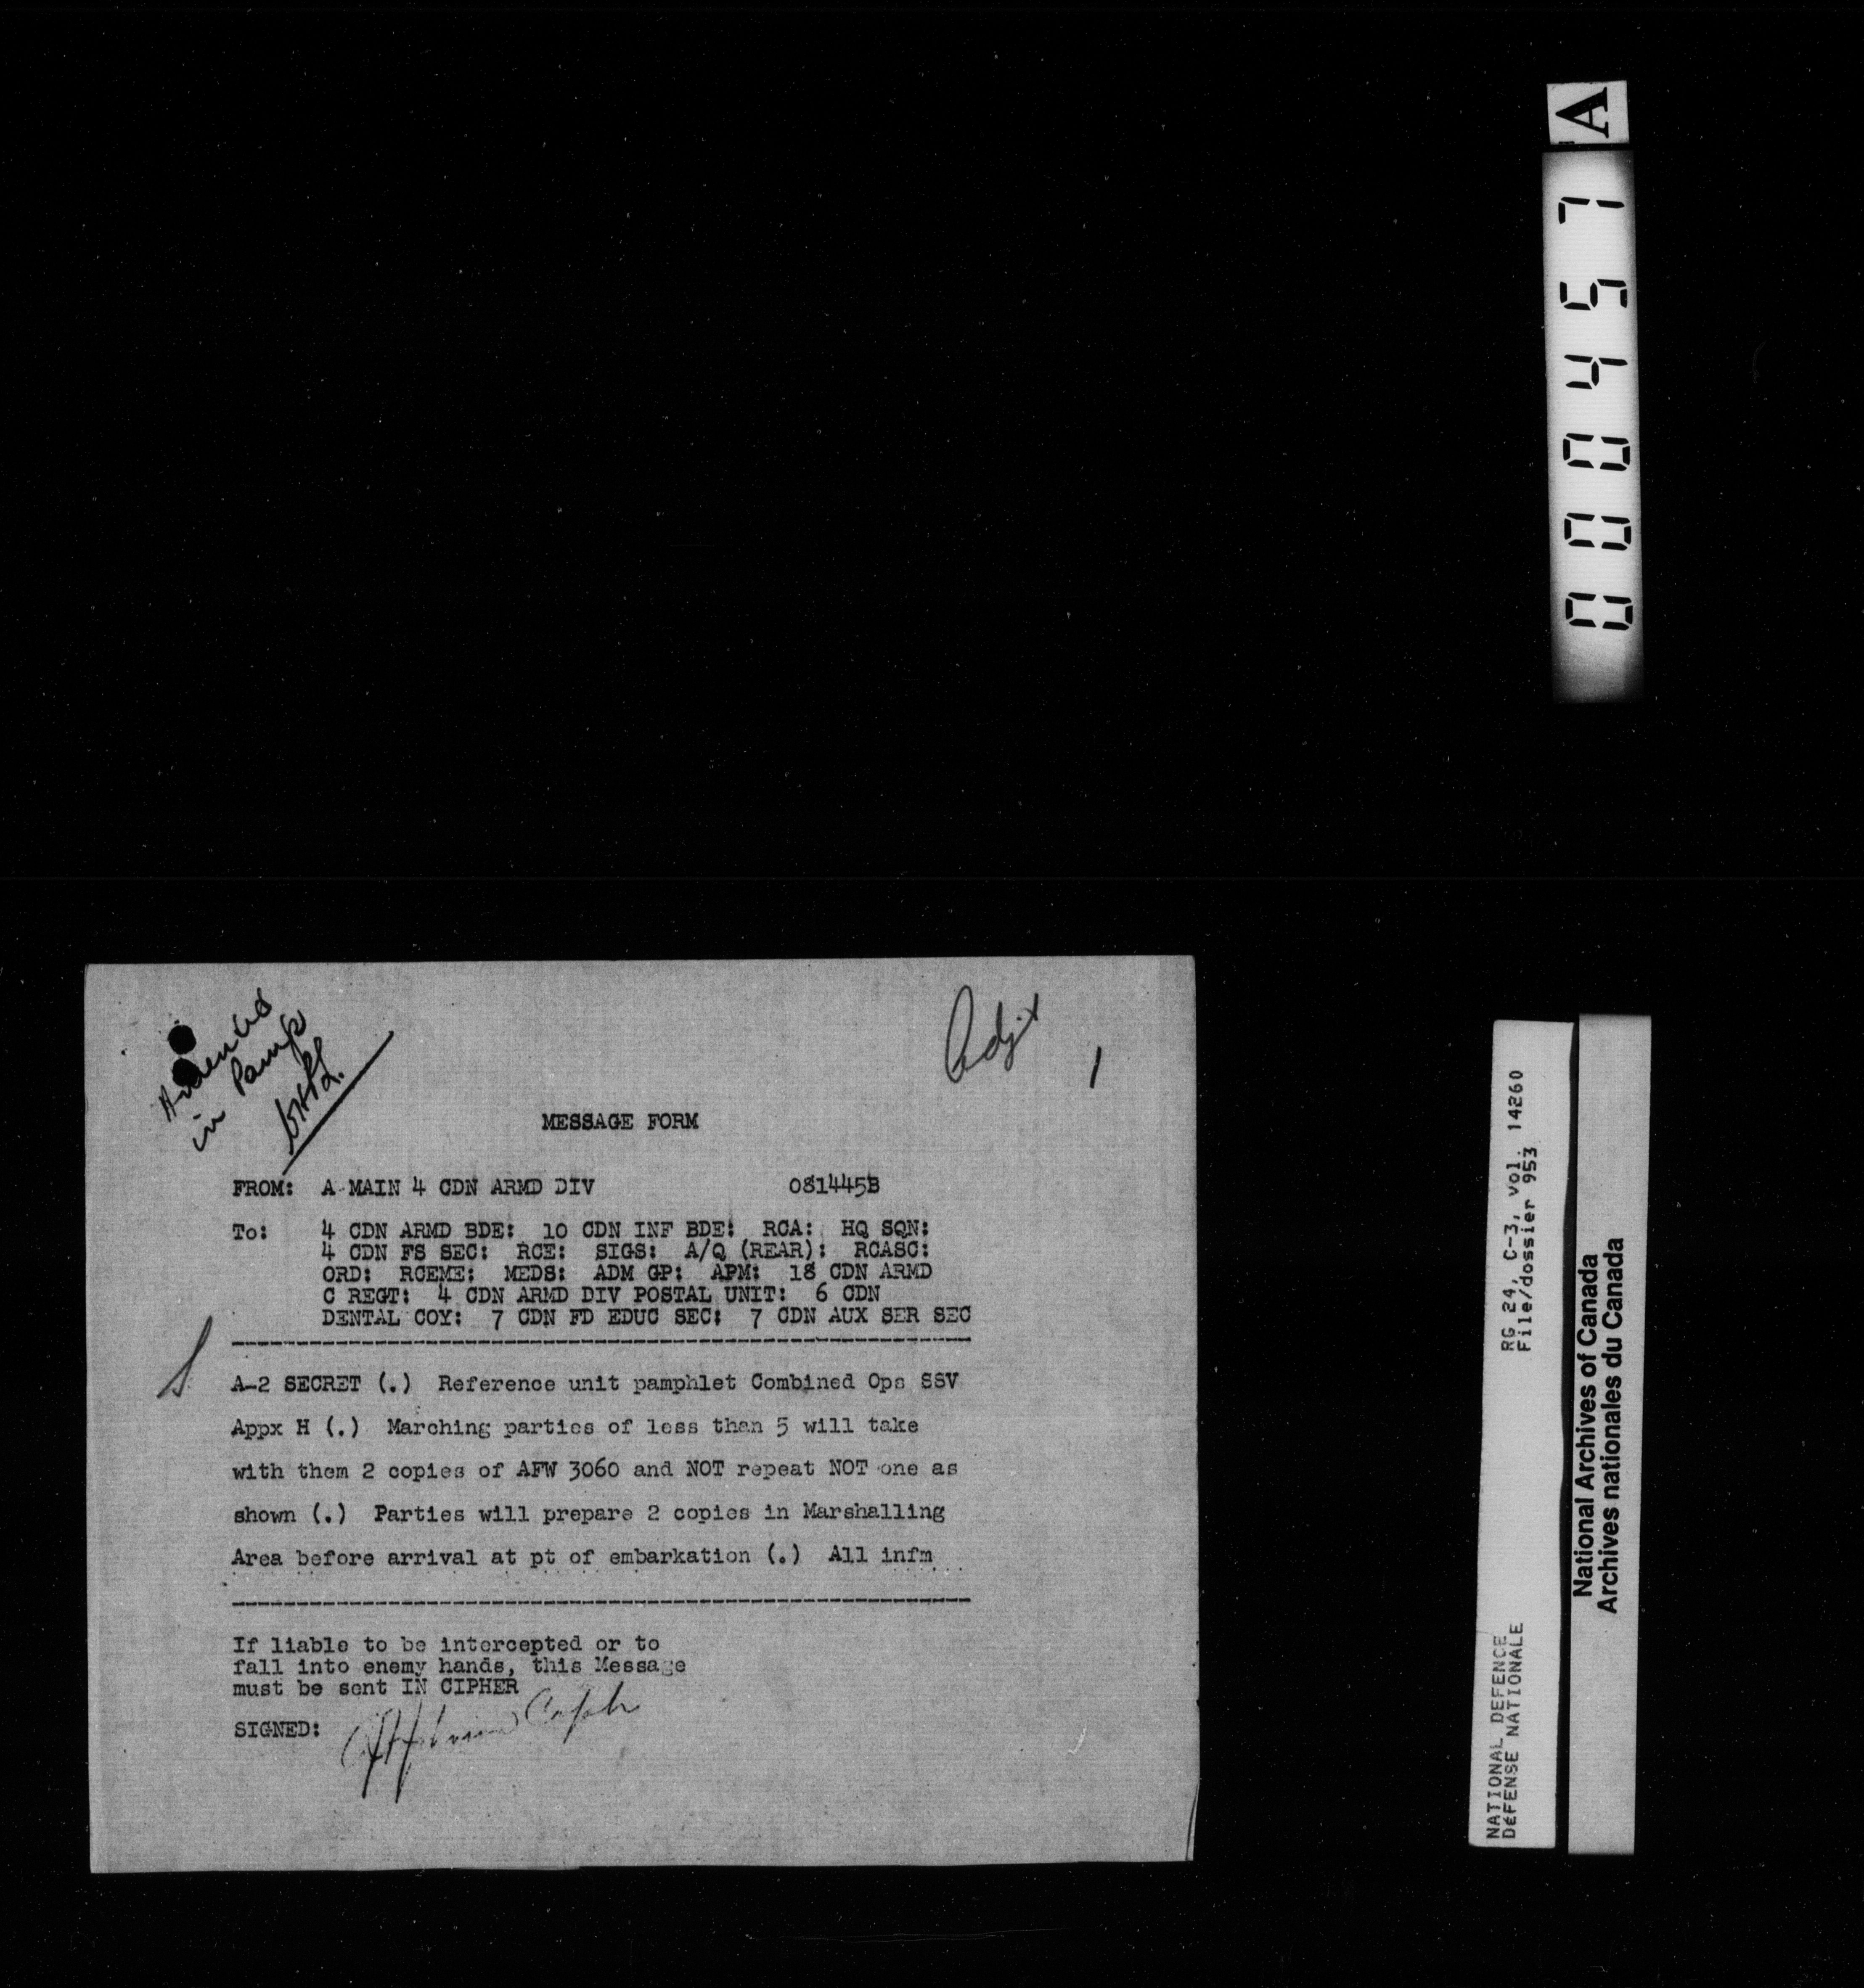 A
000457
Amended
in Pamp
Adjt
1
MESSAGE FORM
FROM: A MAIN 4 CDN ARMD DIV 081445B
To: 4 CDN ARMD BDE: 10 CDN INF BDE: RCA: HQ SQN:
4 CDN FS SEC: RCE: SIGS: A/Q (REAR): RCASC:
ORD: RCEME: MEDS: ADM GP: APM: 18 CDN ARMD
C REGT: 4 CDN ARMD DIV POSTAL UNIT: 6 CDN
DENTAL COY: 7 CDN FD EDUC SEC: 7 CDN AUX SER SEC
A-2 SECRET (.) Reference unit pamphlet Combined Ops SSV
Appx H (.) Marching parties of less than 5 will take
with them 2 copies of AFW 3060 and NOT repeat NOT one as
shown (.) Parties will prepare 2 copies in Marshalling
Area before arrival at pt of embarkation (.) All infm
If liable to be intercepted or to
fall into enemy hands, this Message
must be sent IN CIPHER
SIGNED:
NATIONAL DEFENCE RG 24, C-3, vol. 14260
DÉFENSE NATIONALE File/dossier 953
National Archives of Canada
Archives nationales du Canada